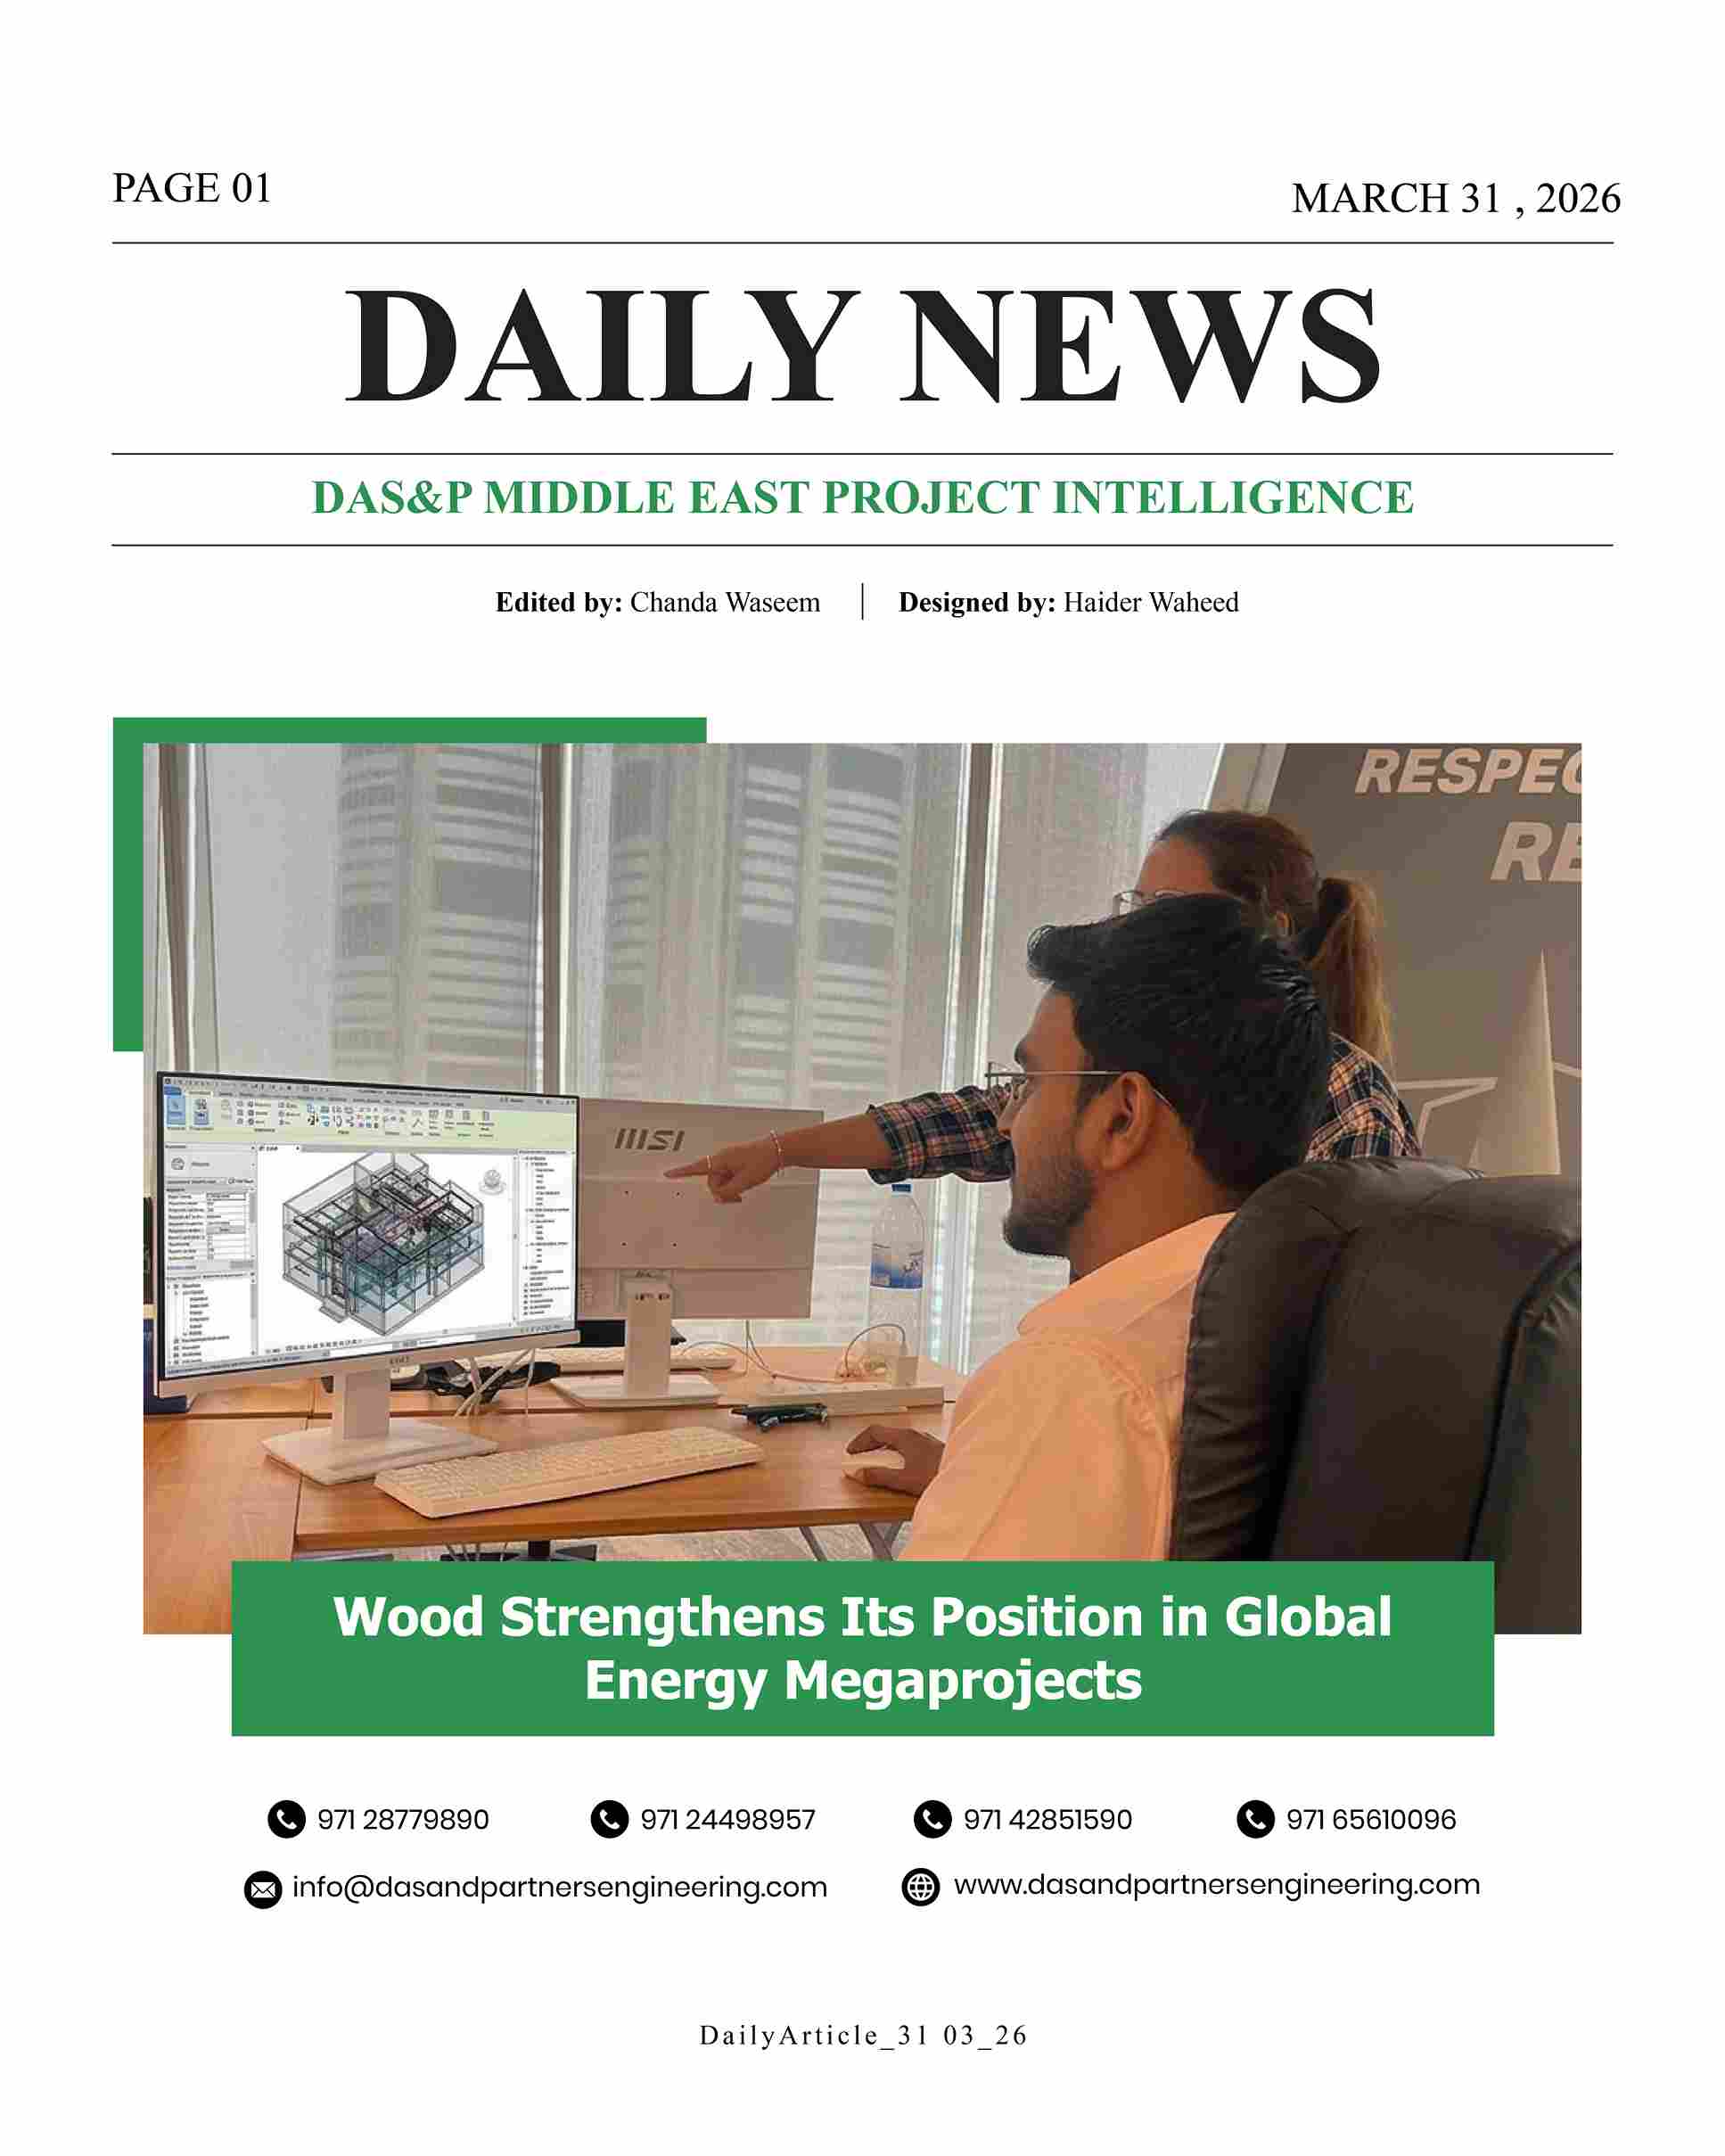 PAGE 01
MARCH 31 , 2026
DAILY NEWS
DAS&P MIDDLE EAST PROJECT INTELLIGENCE
Edited by: Chanda Waseem | Designed by: Haider Waheed
RESPEC
RE
msi
Wood Strengthens Its Position in Global
Energy Megaprojects
971 28779890
971 24498957
971 42851590
971 65610096
info@dasandpartnersengineering.com
www.dasandpartnersengineering.com
DailyArticle_31 03_26